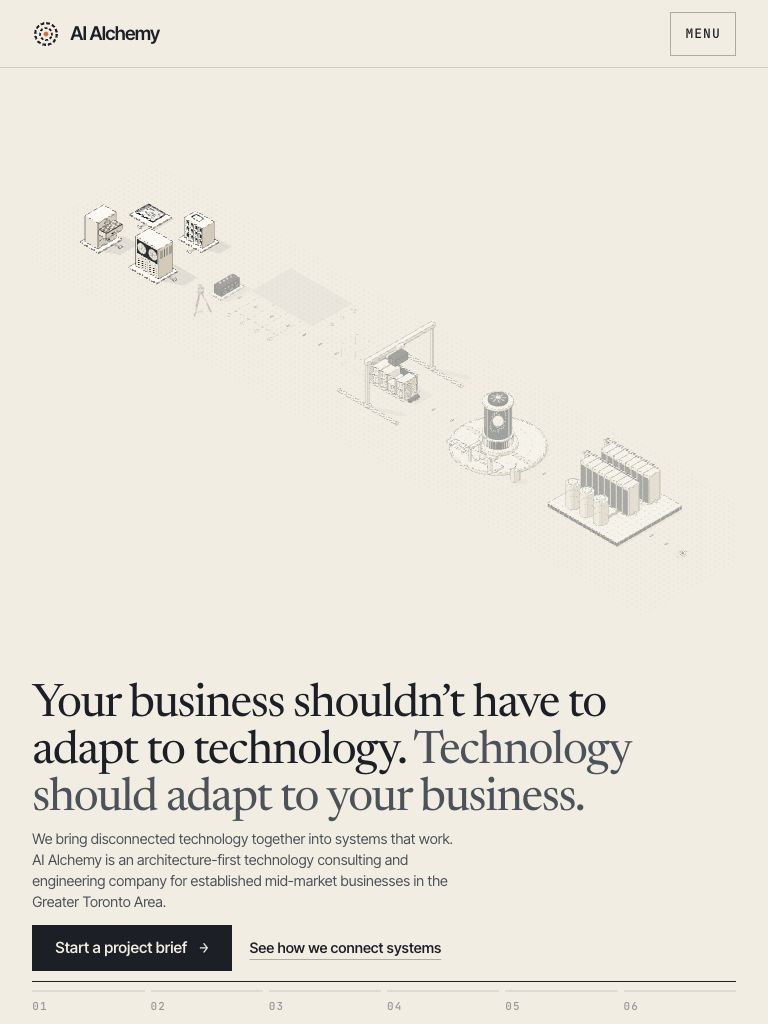 AI Alchemy
MENU
Your business shouldn’t have to
adapt to technology. Technology
should adapt to your business.
We bring disconnected technology together into systems that work.
AI Alchemy is an architecture-first technology consulting and
engineering company for established mid-market businesses in the
Greater Toronto Area.
Start a project brief →
See how we connect systems
01 02 03 04 05 06